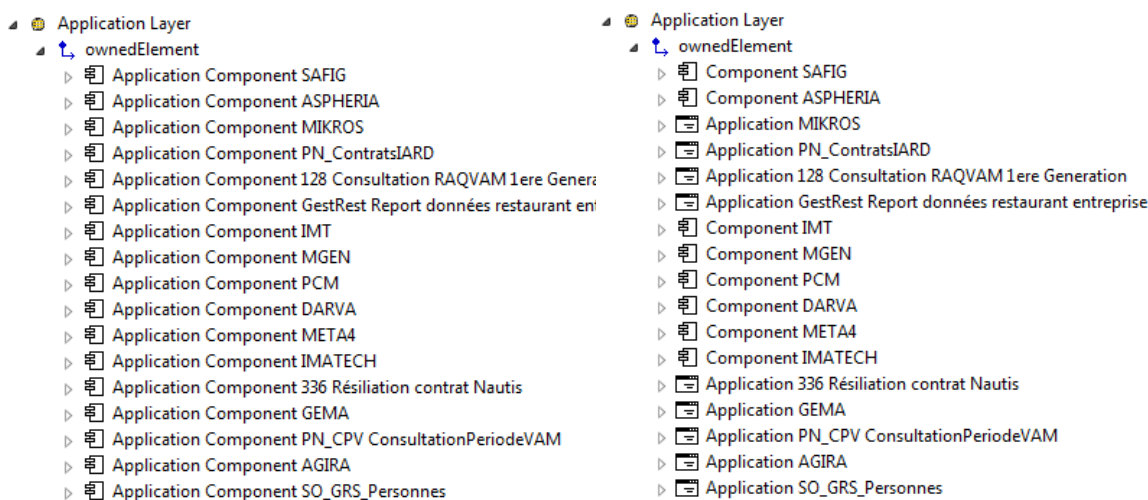 Application Layer
ownedElement
Application Component SAFIG
Application Component ASPHERIA
Application Component MIKROS
Application Component PN_ContratsIARD
Application Component 128 Consultation RAQVAM 1ere Genera
Application Component GestRest Report données restaurant ent
Application Component IMT
Application Component MGEN
Application Component PCM
Application Component DARVA
Application Component META4
Application Component IMATECH
Application Component 336 Résiliation contrat Nautis
Application Component GEMA
Application Component PN_CPV ConsultationPeriodeVAM
Application Component AGIRA
Application Component SO_GRS_Personnes
Application Layer
ownedElement
Component SAFIG
Component ASPHERIA
Application MIKROS
Application PN_ContratsIARD
Application 128 Consultation RAQVAM 1ere Generation
Application GestRest Report données restaurant entreprise
Component IMT
Component MGEN
Component PCM
Component DARVA
Component META4
Component IMATECH
Application 336 Résiliation contrat Nautis
Application GEMA
Application PN_CPV ConsultationPeriodeVAM
Application AGIRA
Application SO_GRS_Personnes